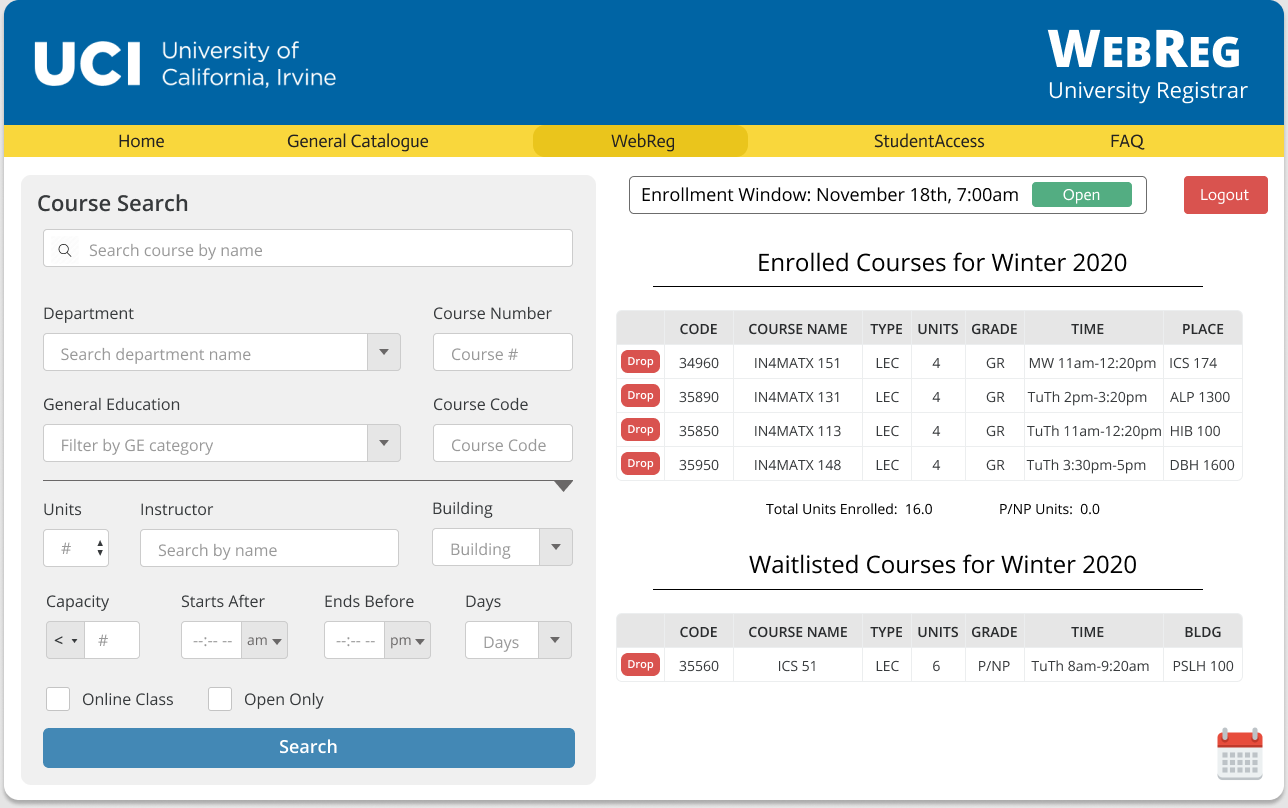 UCI University of
California, Irvine
WEBREG
University Registrar
Home General Catalogue WebReg StudentAccess FAQ
Course Search
Search course by name
Department Course Number
Search department name Course #
General Education Course Code
Filter by GE category Course Code
Units Instructor Building
# Search by name Building
Capacity Starts After Ends Before Days
< # --:-- -- am --:-- -- pm Days
Online Class Open Only
Search
Enrollment Window: November 18th, 7:00am Open Logout
Enrolled Courses for Winter 2020
CODE COURSE NAME TYPE UNITS GRADE TIME PLACE
Drop 34960 IN4MATX 151 LEC 4 GR MW 11am-12:20pm ICS 174
Drop 35890 IN4MATX 131 LEC 4 GR TuTh 2pm-3:20pm ALP 1300
Drop 35850 IN4MATX 113 LEC 4 GR TuTh 11am-12:20pm HIB 100
Drop 35950 IN4MATX 148 LEC 4 GR TuTh 3:30pm-5pm DBH 1600
Total Units Enrolled: 16.0 P/NP Units: 0.0
Waitlisted Courses for Winter 2020
CODE COURSE NAME TYPE UNITS GRADE TIME BLDG
Drop 35560 ICS 51 LEC 6 P/NP TuTh 8am-9:20am PSLH 100